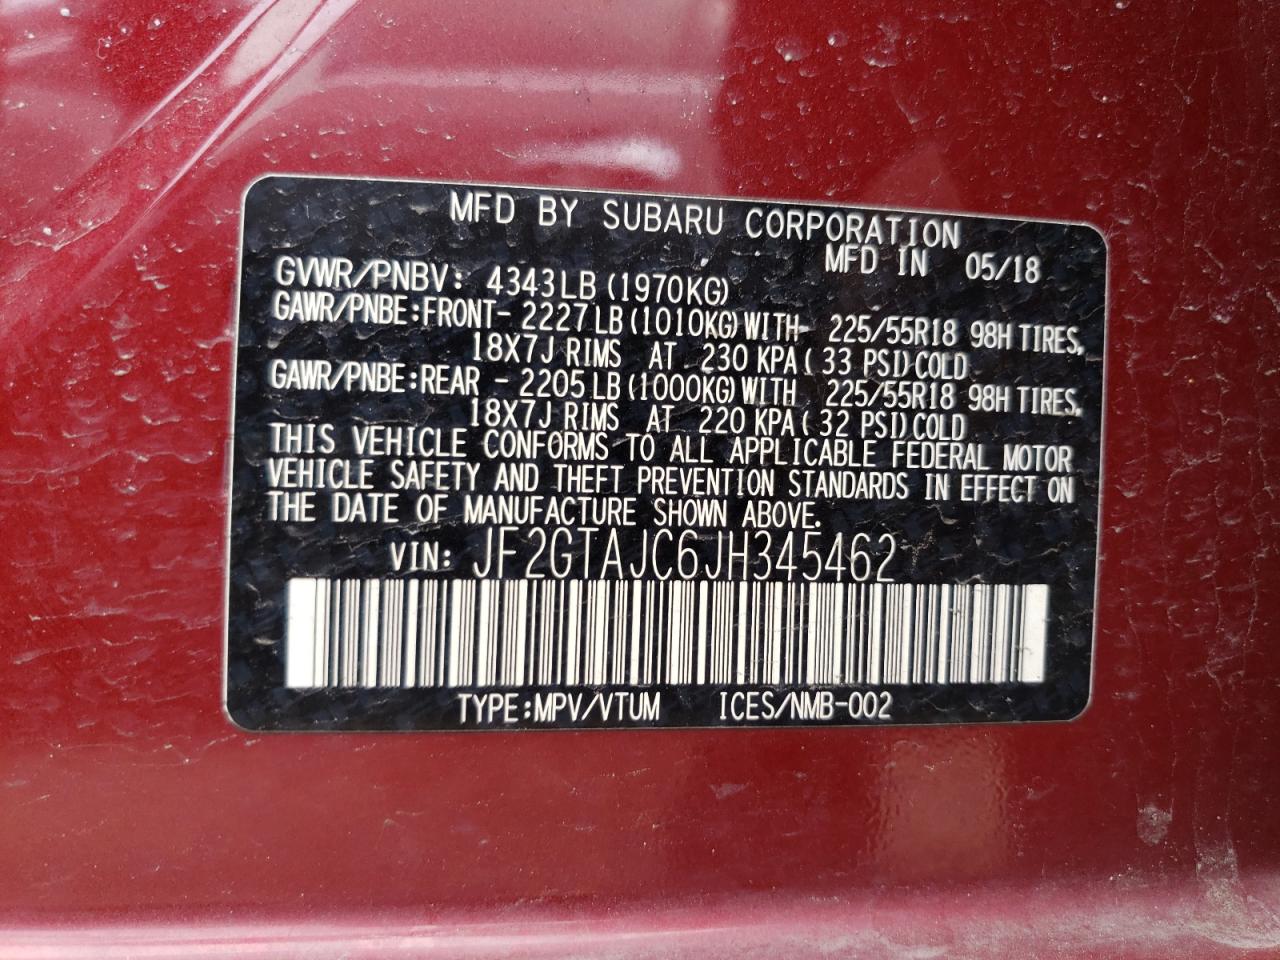 MFD BY SUBARU CORPORATION
MFD IN 05/18
GVWR/PNBV: 4343LB (1970KG)
GAWR/PNBE:FRONT- 2227LB (1010KG) WITH- 225/55R18 98H TIRES,
18X7J RIMS AT 230 KPA ( 33 PSI) COLD
GAWR/PNBE:REAR - 2205LB (1000KG) WITH 225/55R18 98H TIRES,
18X7J RIMS AT 220 KPA ( 32 PSI) COLD
THIS VEHICLE CONFORMS TO ALL APPLICABLE FEDERAL MOTOR
VEHICLE SAFETY AND THEFT PREVENTION STANDARDS IN EFFECT ON
THE DATE OF MANUFACTURE SHOWN ABOVE.
VIN: JF2GTAJC6JH345462
TYPE:MPV/VTUM ICES/NMB-002